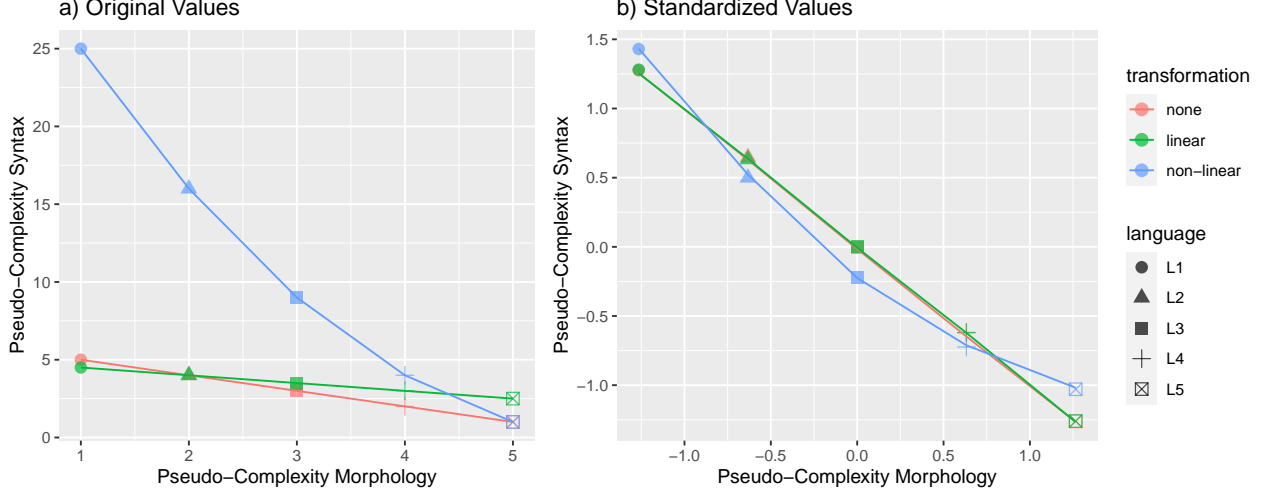 a) Original Values
25
20
15
10
5
0
Pseudo−Complexity Syntax
1 2 3 4 5
Pseudo−Complexity Morphology
b) Standardized Values
1.5
1.0
0.5
0.0
−0.5
−1.0
Pseudo−Complexity Syntax
−1.0 −0.5 0.0 0.5 1.0
Pseudo−Complexity Morphology
transformation
none
linear
non−linear
language
L1
L2
L3
L4
L5